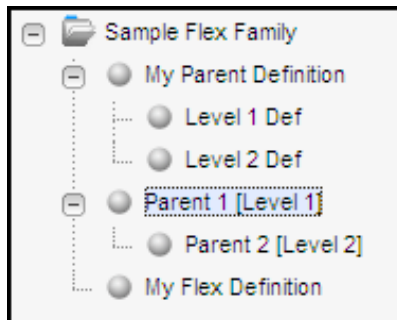 Sample Flex Family
My Parent Definition
Level 1 Def
Level 2 Def
Parent 1 [Level 1]
Parent 2 [Level 2]
My Flex Definition